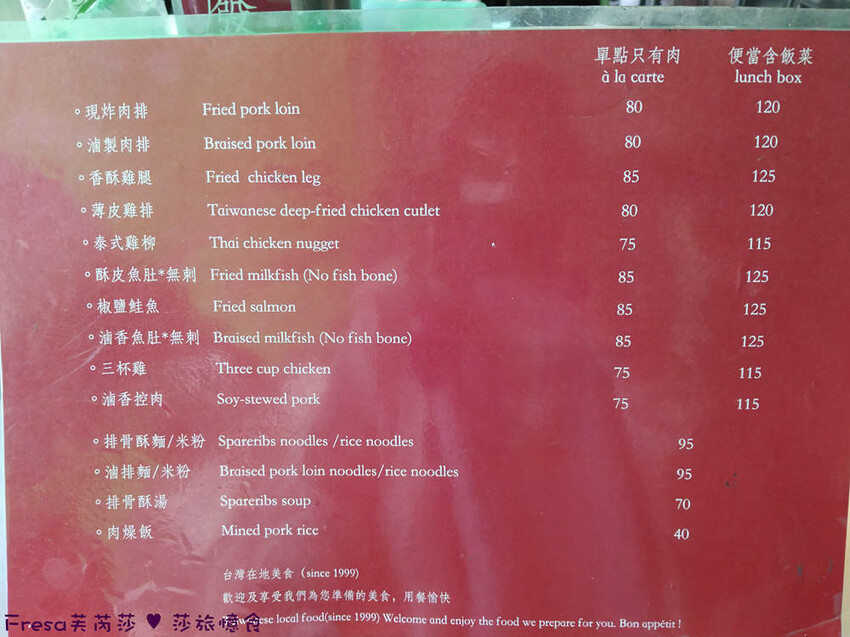 單點只有肉 便當含飯菜
à la carte lunch box
。現炸肉排 Fried pork loin 80 120
。滷製肉排 Braised pork loin 80 120
。香酥雞腿 Fried chicken leg 85 125
。薄皮雞排 Taiwanese deep-fried chicken cutlet 80 120
。泰式雞柳 Thai chicken nugget 75 115
。酥皮魚肚*無刺 Fried milkfish (No fish bone) 85 125
。椒鹽鮭魚 Fried salmon 85 125
。滷香魚肚*無刺 Braised milkfish (No fish bone) 85 125
。三杯雞 Three cup chicken 75 115
。滷香控肉 Soy-stewed pork 75 115
。排骨酥麵/米粉 Spareribs noodles /rice noodles 95
。滷排麵/米粉 Braised pork loin noodles/rice noodles 95
。排骨酥湯 Spareribs soup 70
。肉燥飯 Mined pork rice 40
台灣在地美食（since 1999)
歡迎及享受我們為您準備的美食，用餐愉快
local food(since 1999) Welcome and enjoy the food we prepare for you. Bon appétit !
Fresa芙芮莎 ♥ 莎旅憶食